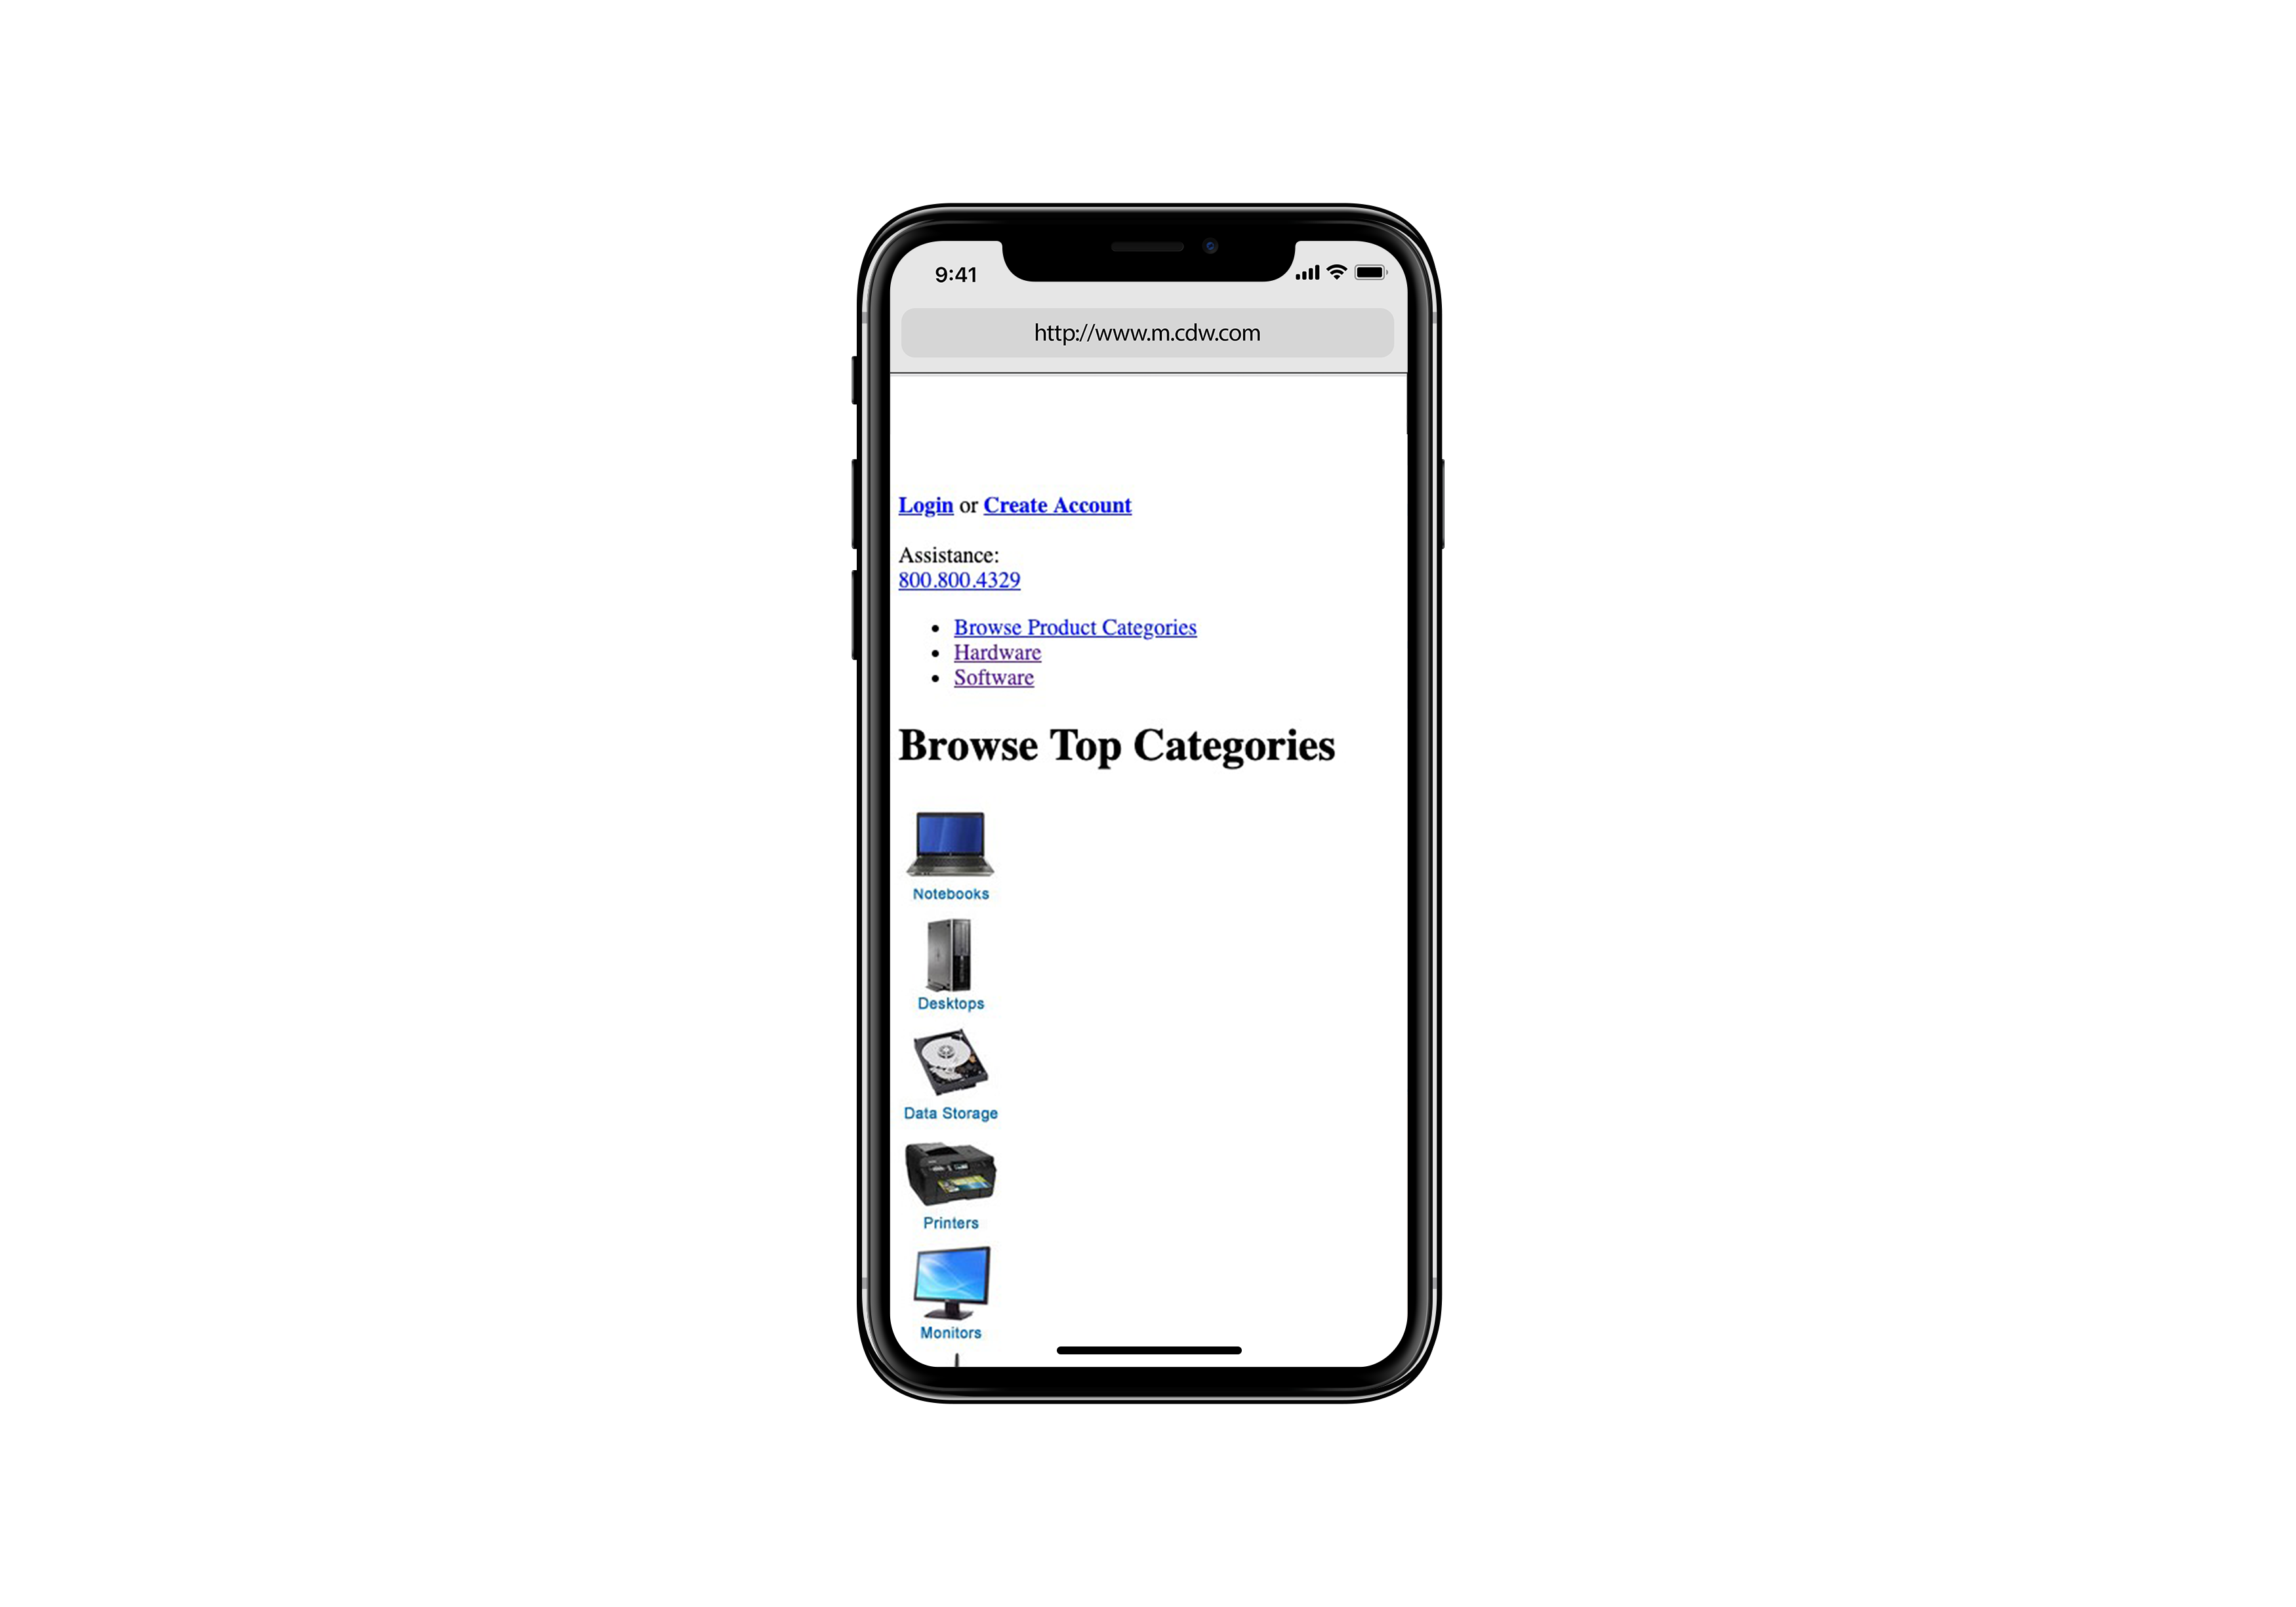 9:41
http://www.m.cdw.com
Login or Create Account
Assistance:
800.800.4329
• Browse Product Categories
• Hardware
• Software
Browse Top Categories
Notebooks
Desktops
Data Storage
Printers
Monitors